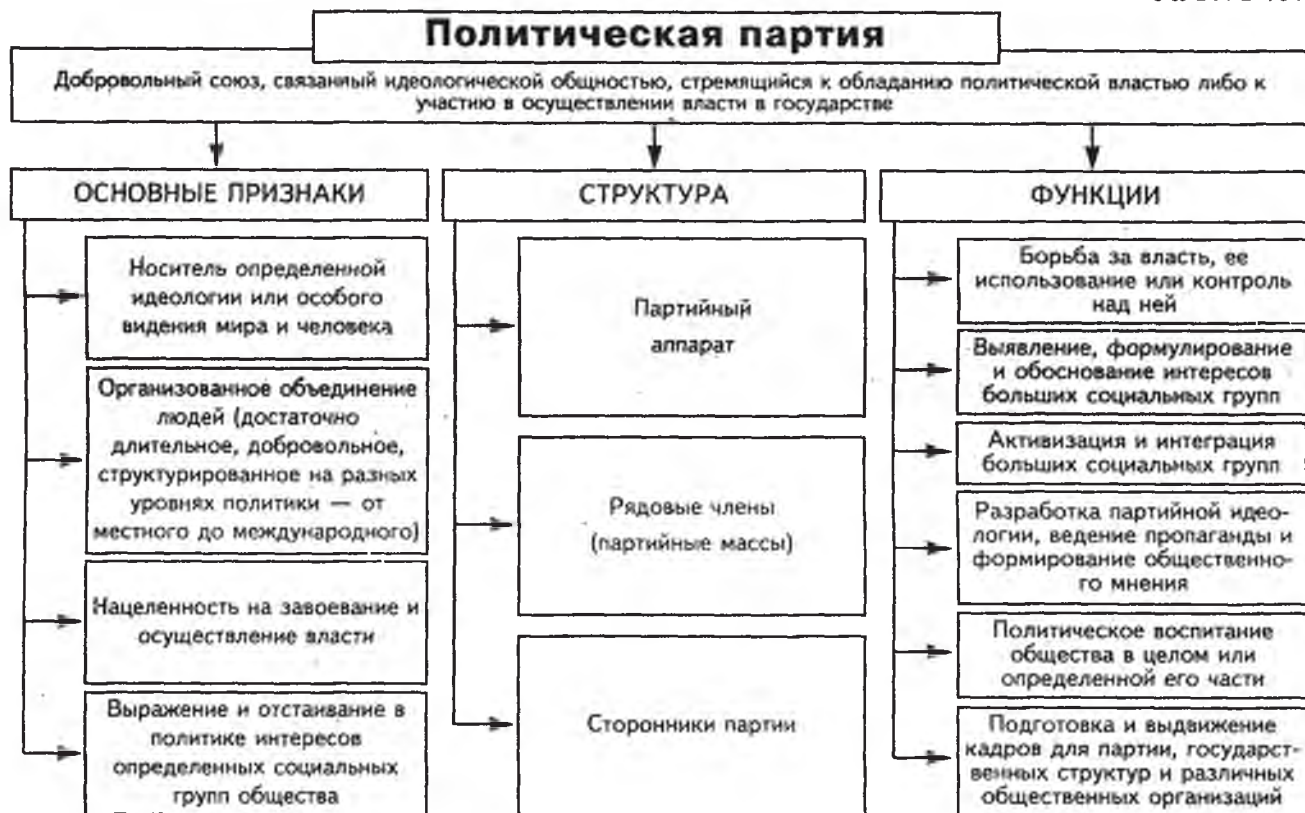 Политическая партия
Добровольный союз, связанный идеологической общностью, стремящийся к обладанию политической властью либо к
участию в осуществлении власти в государстве
ОСНОВНЫЕ ПРИЗНАКИ
Носитель определенной
идеологии или особого
видения мира и человека
Организованное объединение
людей (достаточно
длительное, добровольное,
структурированное на разных
уровнях политики — от
местного до международного)
Нацеленность на завоевание и
осуществление власти
Выражение и отстаивание в
политике интересов
определенных социальных
групп общества
СТРУКТУРА
Партийный
аппарат
Рядовые члены
(партийные массы)
Сторонники партии
ФУНКЦИИ
Борьба за власть, ее
использование или контроль
над ней
Выявление, формулирование
и обоснование интересов
больших социальных групп
Активизация и интеграция
больших социальных групп
Разработка партийной идео-
логии, ведение пропаганды и
формирование общественно-
го мнения
Политическое воспитание
общества в целом или
определенной его части
Подготовка и выдвижение
кадров для партии, государст-
венных структур и различных
общественных организаций